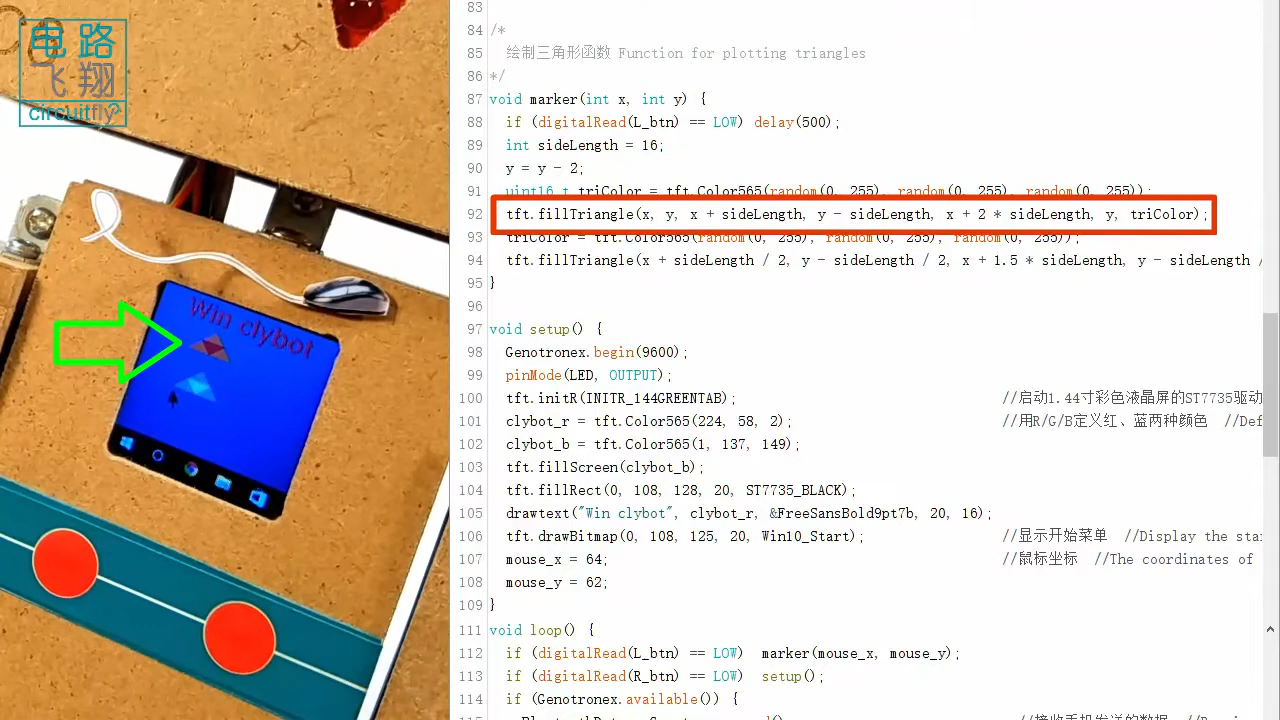 电路
飞翔
circuitfly
Win clybot
83
84 /*
85 绘制三角形函数 Function for plotting triangles
86 */
87 void marker(int x, int y) {
88 if (digitalRead(L_btn) == LOW) delay(500);
89 int sideLength = 16;
90 y = y - 2;
91 uint16_t triColor = tft.Color565(random(0, 255), random(0, 255), random(0, 255));
92 tft.fillTriangle(x, y, x + sideLength, y - sideLength, x + 2 * sideLength, y, triColor);
93 triColor = tft.Color565(random(0, 255), random(0, 255), random(0, 255));
94 tft.fillTriangle(x + sideLength / 2, y - sideLength / 2, x + 1.5 * sideLength, y - sideLength /
95 }
96
97 void setup() {
98 Genotronex.begin(9600);
99 pinMode(LED, OUTPUT);
100 tft.initR(INITR_144GREENTAB); //启动1.44寸彩色液晶屏的ST7735驱动
101 clybot_r = tft.Color565(224, 58, 2); //用R/G/B定义红、蓝两种颜色 //Def
102 clybot_b = tft.Color565(1, 137, 149);
103 tft.fillScreen(clybot_b);
104 tft.fillRect(0, 108, 128, 20, ST7735_BLACK);
105 drawtext("Win clybot", clybot_r, &FreeSansBold9pt7b, 20, 16);
106 tft.drawBitmap(0, 108, 125, 20, Win10_Start); //显示开始菜单 //Display the sta
107 mouse_x = 64; //鼠标坐标 //The coordinates of
108 mouse_y = 62;
109 }
111 void loop() {
112 if (digitalRead(L_btn) == LOW) marker(mouse_x, mouse_y);
113 if (digitalRead(R_btn) == LOW) setup();
114 if (Genotronex.available()) {